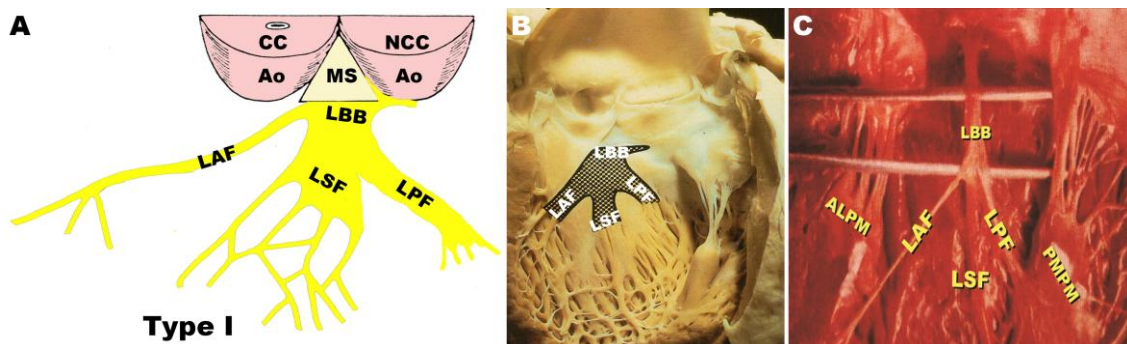 A
CC
NCC
Ao
MS
Ao
LBB
LAF
LSF
LPF
Type I
B
LBB
LAF
LPF
LSF
C
LBB
ALPM
LAF
LPF
LSF
PMPM